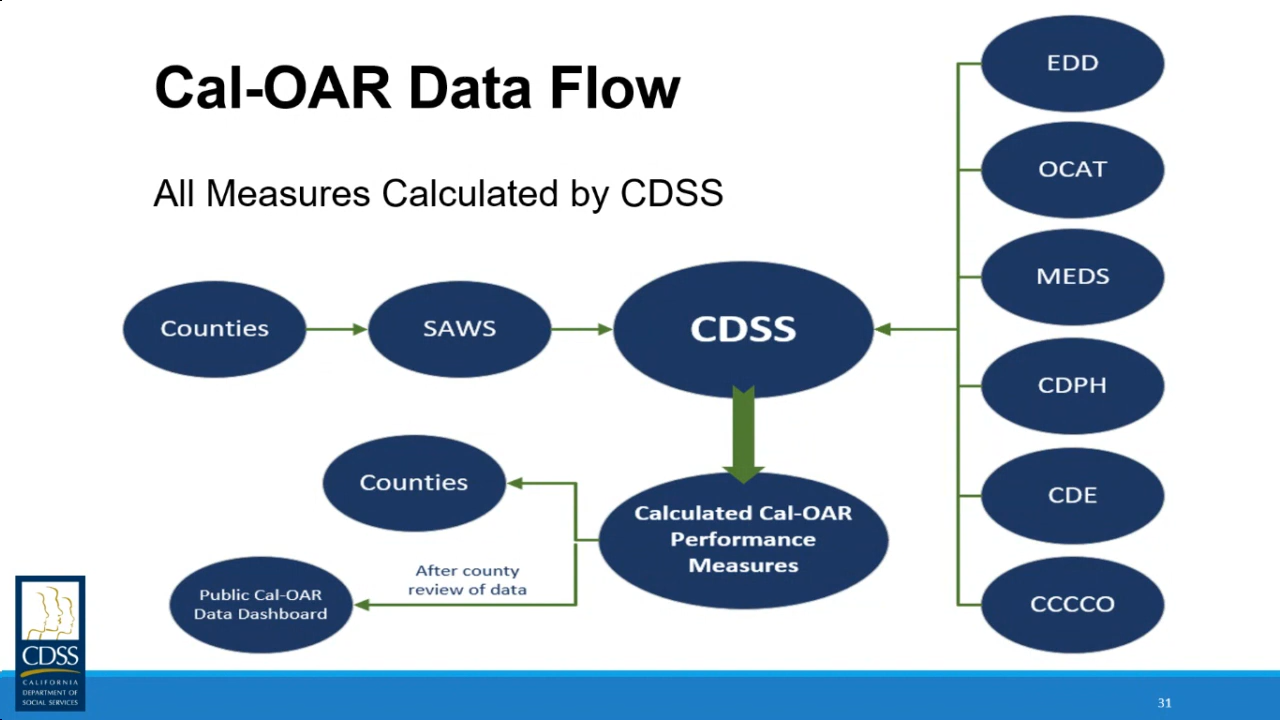 Cal-OAR Data Flow
All Measures Calculated by CDSS
EDD
OCAT
MEDS
CDPH
CDE
CCCCO
Counties
SAWS
CDSS
Calculated Cal-OAR
Performance
Measures
Counties
After county
review of data
Public Cal-OAR
Data Dashboard
CDSS
CALIFORNIA
DEPARTMENT OF
SOCIAL SERVICES
31